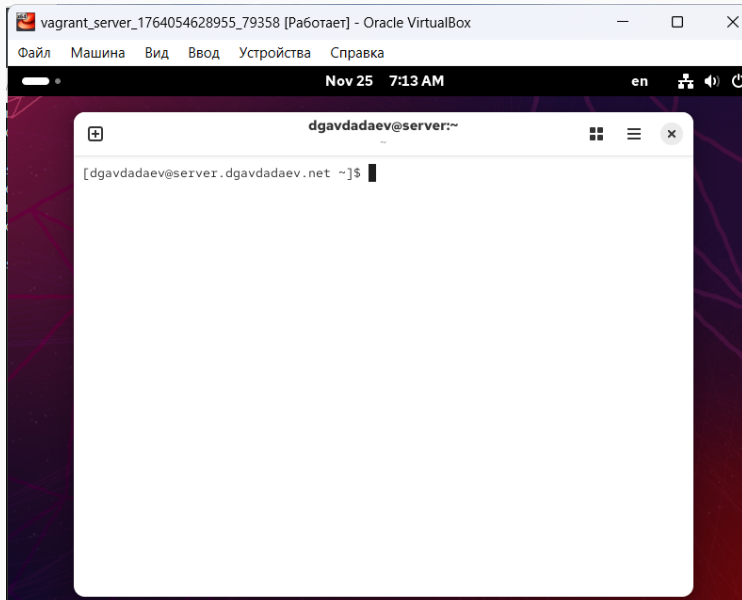 vagrant_server_1764054628955_79358 [Работает] - Oracle VirtualBox
Файл Машина Вид Ввод Устройства Справка
Nov 25 7:13 AM en
dgavdadaev@server:~
~
[dgavdadaev@server.dgavdadaev.net ~]$